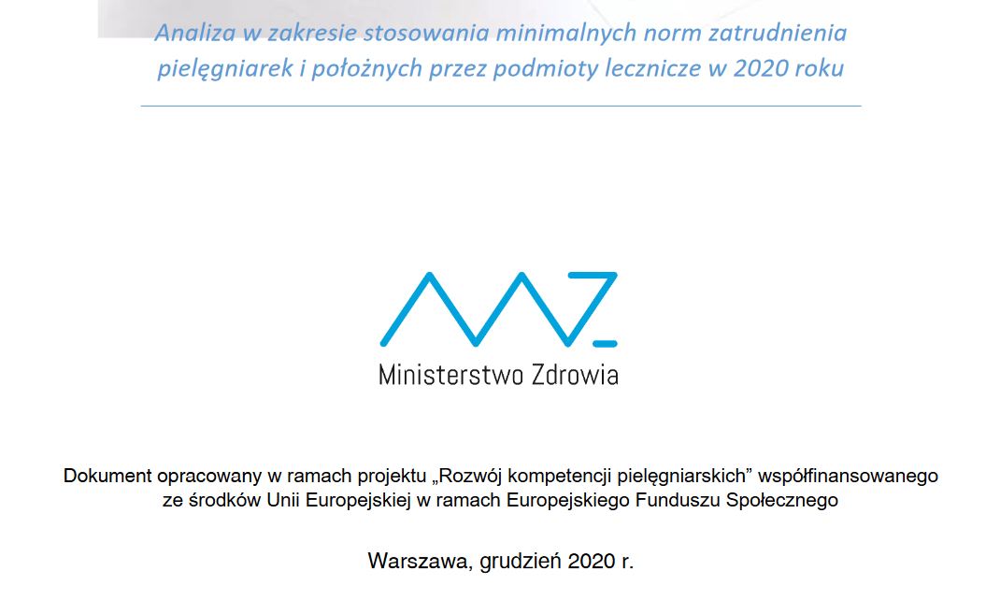 Analiza w zakresie stosowania minimalnych norm zatrudnienia
pielęgniarek i położnych przez podmioty lecznicze w 2020 roku
MZ
Ministerstwo Zdrowia
Dokument opracowany w ramach projektu „Rozwój kompetencji pielęgniarskich” współfinansowanego
ze środków Unii Europejskiej w ramach Europejskiego Funduszu Społecznego
Warszawa, grudzień 2020 r.